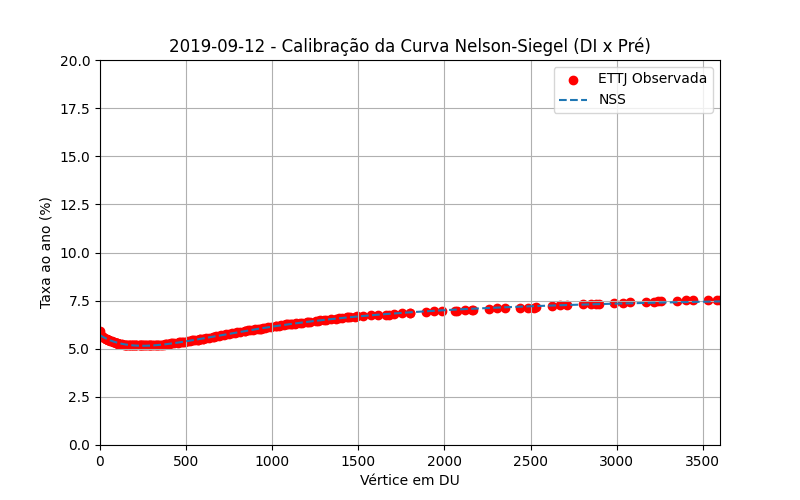 2019-09-12 - Calibração da Curva Nelson-Siegel (DI x Pré)
ETTJ Observada
NSS
Taxa ao ano (%)
20.0
17.5
15.0
12.5
10.0
7.5
5.0
2.5
0.0
0 500 1000 1500 2000 2500 3000 3500
Vértice em DU